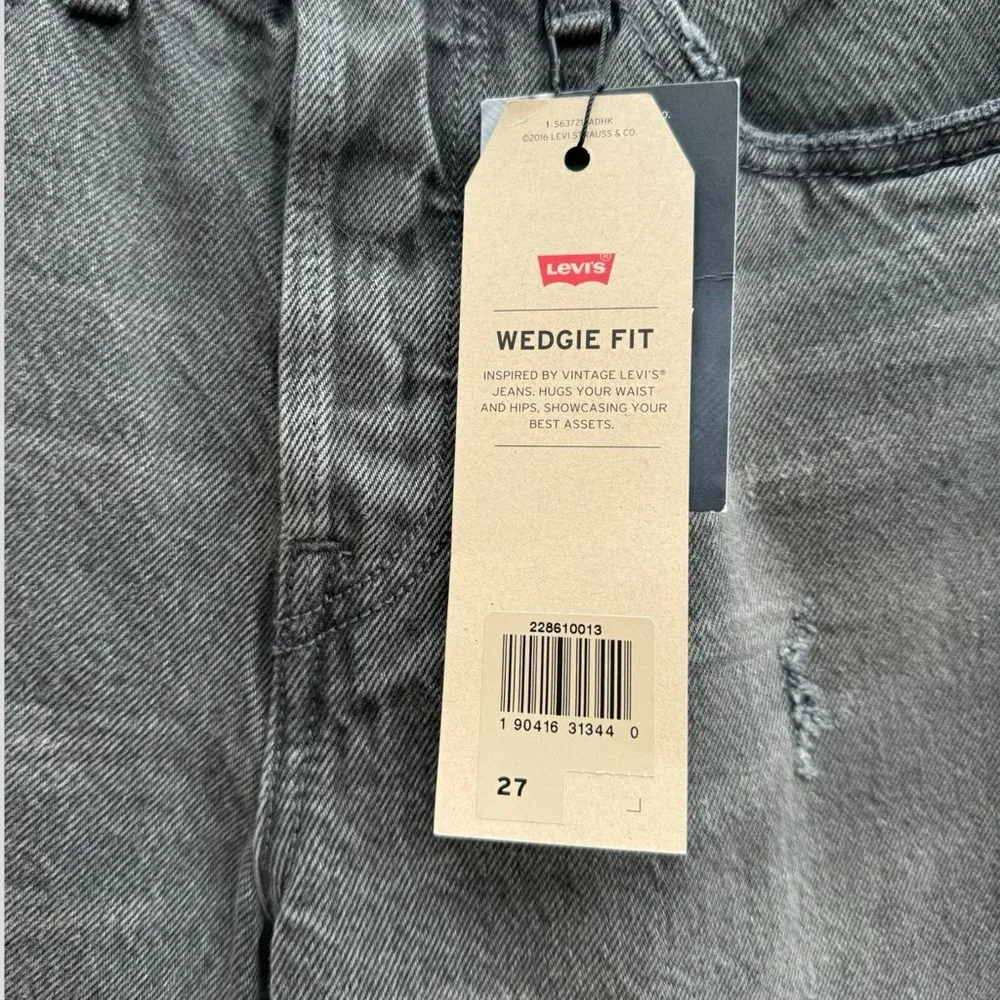 ©2016 LEVI STRAUSS & CO.
LEVI'S®
WEDGIE FIT
INSPIRED BY VINTAGE LEVI'S®
JEANS. HUGS YOUR WAIST
AND HIPS, SHOWCASING YOUR
BEST ASSETS.
228610013
1 90416 31344 0
27